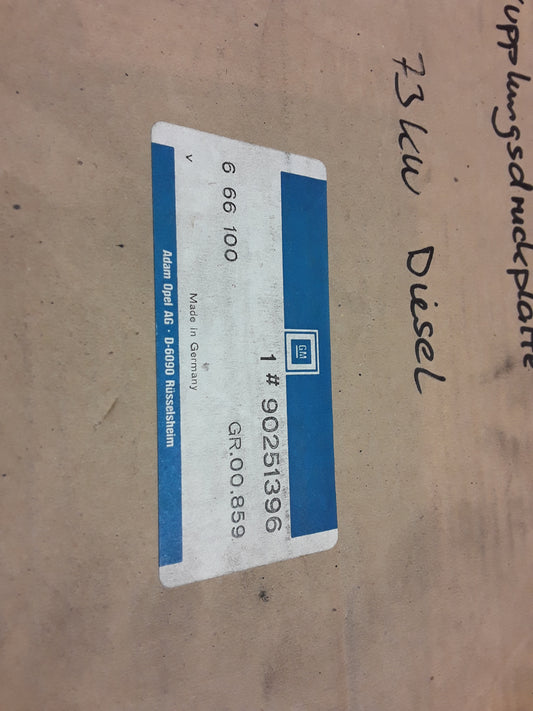 upplungsdruckplatte
73 kW Diesel
GM
1 # 90251396
6 66 100
GR.00.859
Made in Germany
v
Adam Opel AG · D-6090 Rüsselsheim